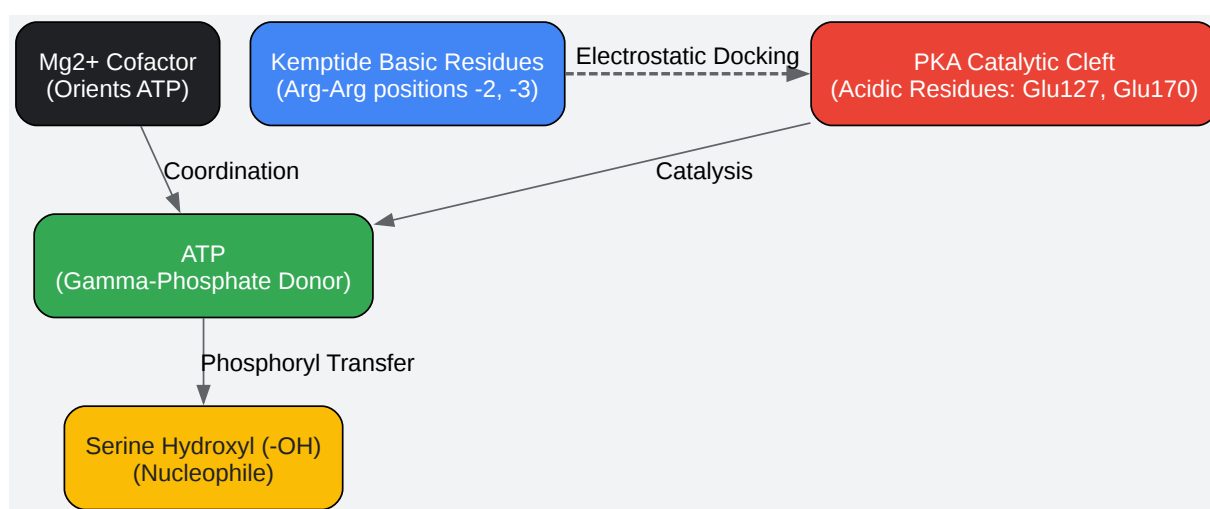 Mg2+ Cofactor
(Orients ATP)
Kemptide Basic Residues
(Arg-Arg positions -2, -3)
Electrostatic Docking
PKA Catalytic Cleft
(Acidic Residues: Glu127, Glu170)
Coordination
Catalysis
ATP
(Gamma-Phosphate Donor)
Phosphoryl Transfer
Serine Hydroxyl (-OH)
(Nucleophile)